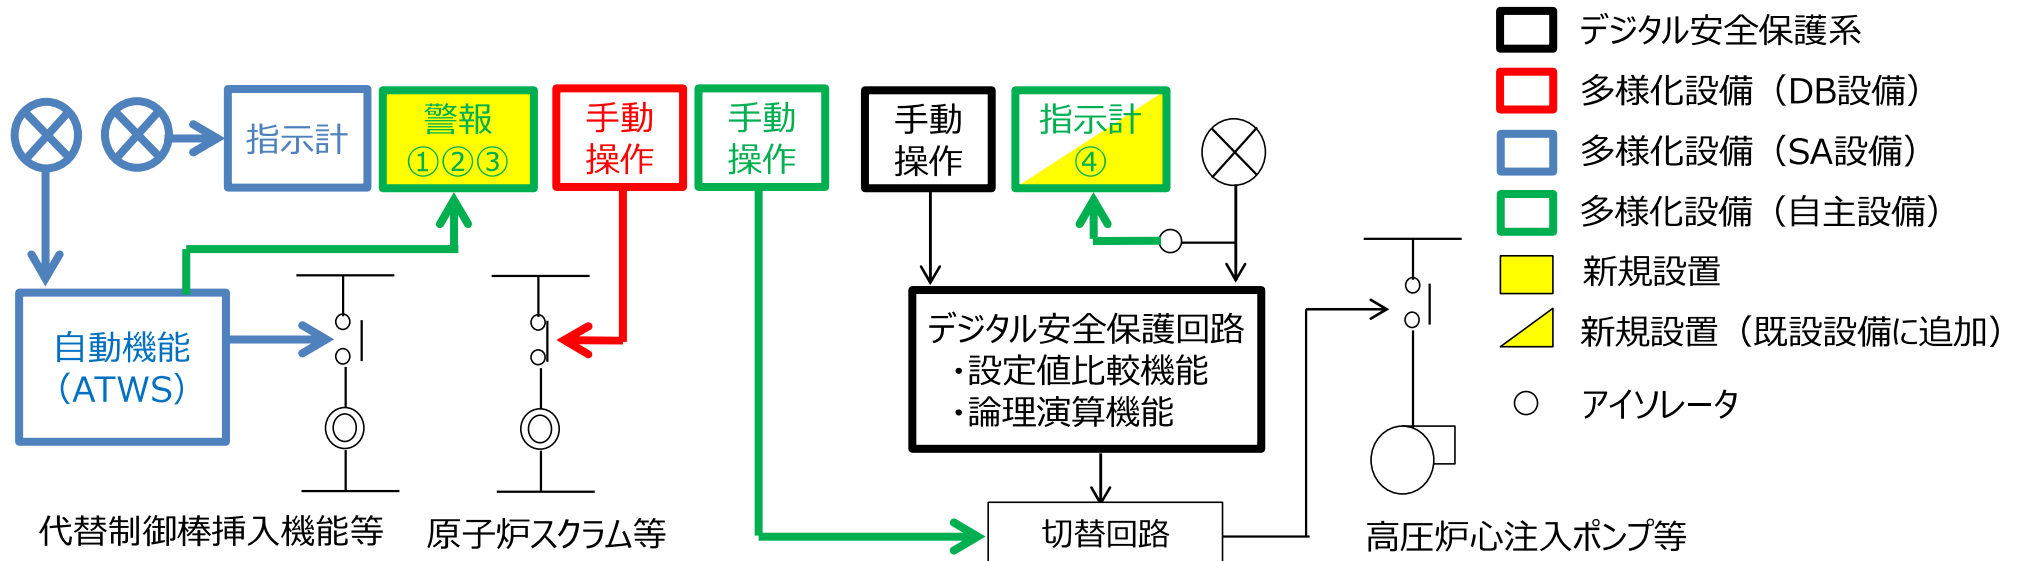 指示計
警報
①②③
手動
操作
手動
操作
手動
操作
指示計
④
自動機能
（ATWS）
デジタル安全保護回路
・設定値比較機能
・論理演算機能
切替回路
代替制御棒挿入機能等
原子炉スクラム等
高圧炉心注入ポンプ等
デジタル安全保護系
多様化設備（DB設備）
多様化設備（SA設備）
多様化設備（自主設備）
新規設置
新規設置（既設設備に追加）
アイソレータ